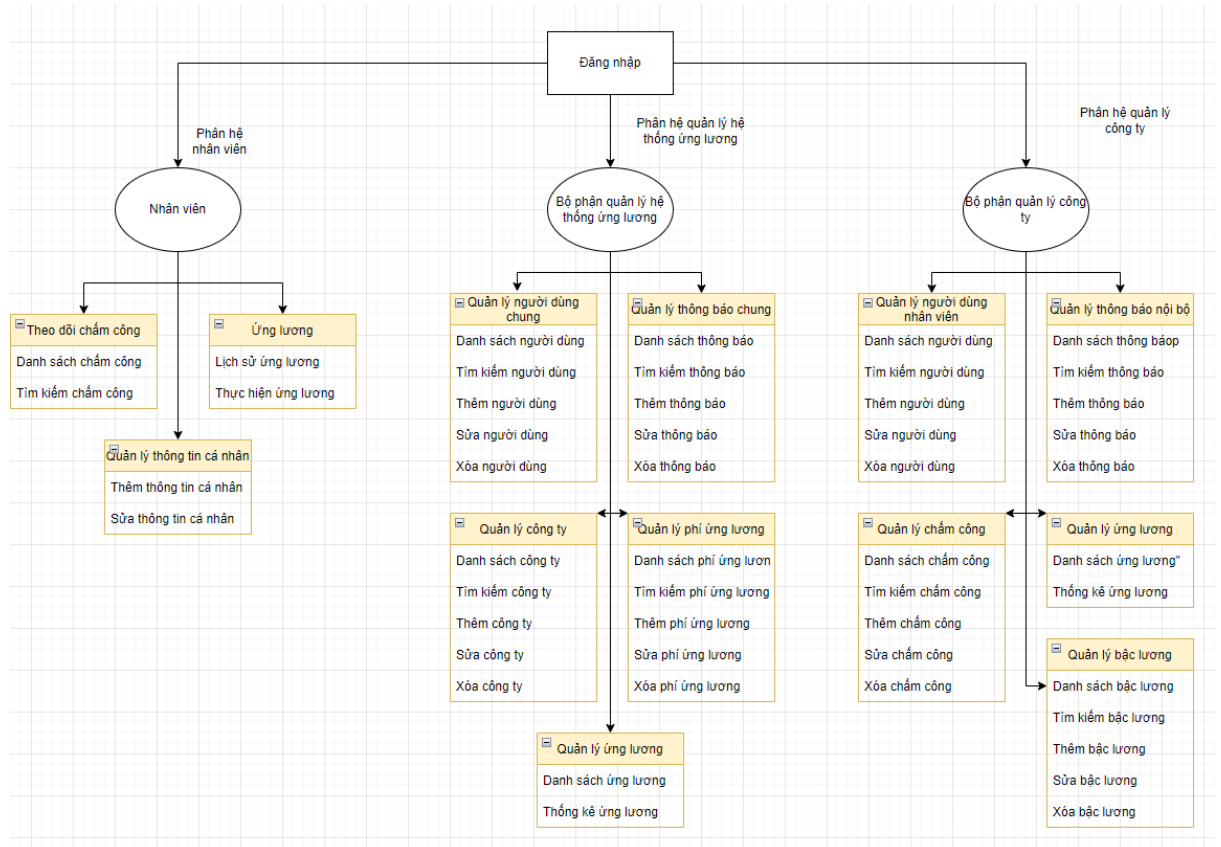 Đăng nhập
Phân hệ
nhân viên
Phân hệ quản lý hệ
thống ứng lương
Phân hệ quản lý
công ty
Nhân viên
Bộ phận quản lý hệ
thống ứng lương
Bộ phận quản lý công
ty
Theo dõi chấm công
Danh sách chấm công
Tìm kiếm chấm công
Ứng lương
Lịch sử ứng lương
Thực hiện ứng lương
Quản lý thông tin cá nhân
Thêm thông tin cá nhân
Sửa thông tin cá nhân
Quản lý người dùng
chung
Danh sách người dùng
Tìm kiếm người dùng
Thêm người dùng
Sửa người dùng
Xóa người dùng
Quản lý thông báo chung
Danh sách thông báo
Tìm kiếm thông báo
Thêm thông báo
Sửa thông báo
Xóa thông báo
Quản lý công ty
Danh sách công ty
Tìm kiếm công ty
Thêm công ty
Sửa công ty
Xóa công ty
Quản lý phí ứng lương
Danh sách phí ứng lươn
Tìm kiếm phí ứng lương
Thêm phí ứng lương
Sửa phí ứng lương
Xóa phí ứng lương
Quản lý ứng lương
Danh sách ứng lương
Thống kê ứng lương
Quản lý người dùng
nhân viên
Danh sách người dùng
Tìm kiếm người dùng
Thêm người dùng
Sửa người dùng
Xóa người dùng
Quản lý thông báo nội bộ
Danh sách thông báop
Tìm kiếm thông báo
Thêm thông báo
Sửa thông báo
Xóa thông báo
Quản lý chấm công
Danh sách chấm công
Tìm kiếm chấm công
Thêm chấm công
Sửa chấm công
Xóa chấm công
Quản lý ứng lương
Danh sách ứng lương"
Thống kê ứng lương
Quản lý bậc lương
Danh sách bậc lương
Tìm kiếm bậc lương
Thêm bậc lương
Sửa bậc lương
Xóa bậc lương